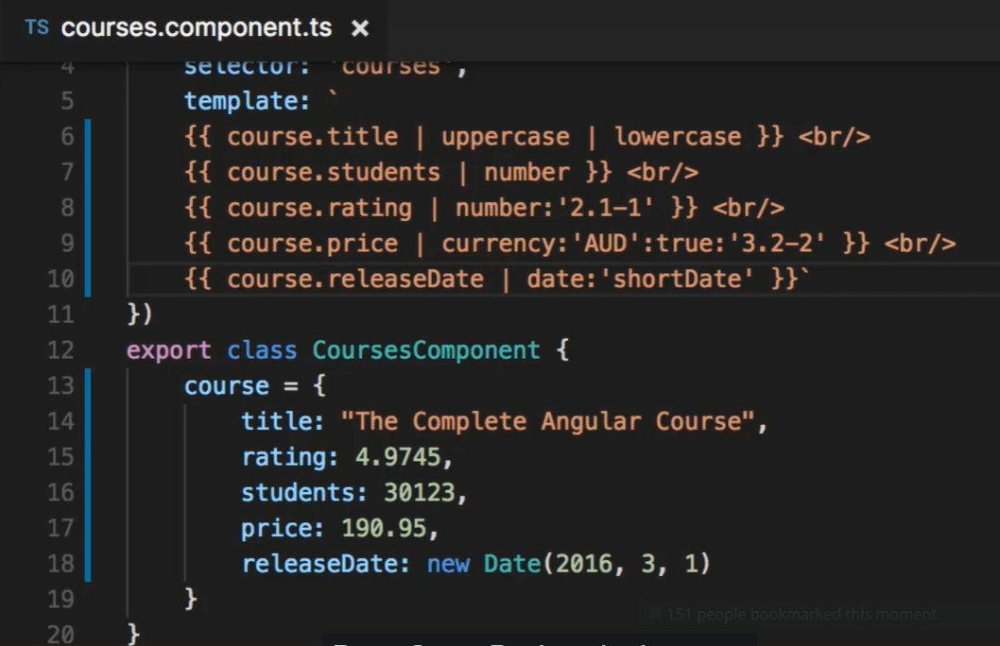 TS courses.component.ts ×
4 selector: 'courses',
5 template: `
6 {{ course.title | uppercase | lowercase }} <br/>
7 {{ course.students | number }} <br/>
8 {{ course.rating | number:'2.1-1' }} <br/>
9 {{ course.price | currency:'AUD':true:'3.2-2' }} <br/>
10 {{ course.releaseDate | date:'shortDate' }}`
11 })
12 export class CoursesComponent {
13 course = {
14 title: "The Complete Angular Course",
15 rating: 4.9745,
16 students: 30123,
17 price: 190.95,
18 releaseDate: new Date(2016, 3, 1)
19 }
151 people bookmarked this moment.
20 }